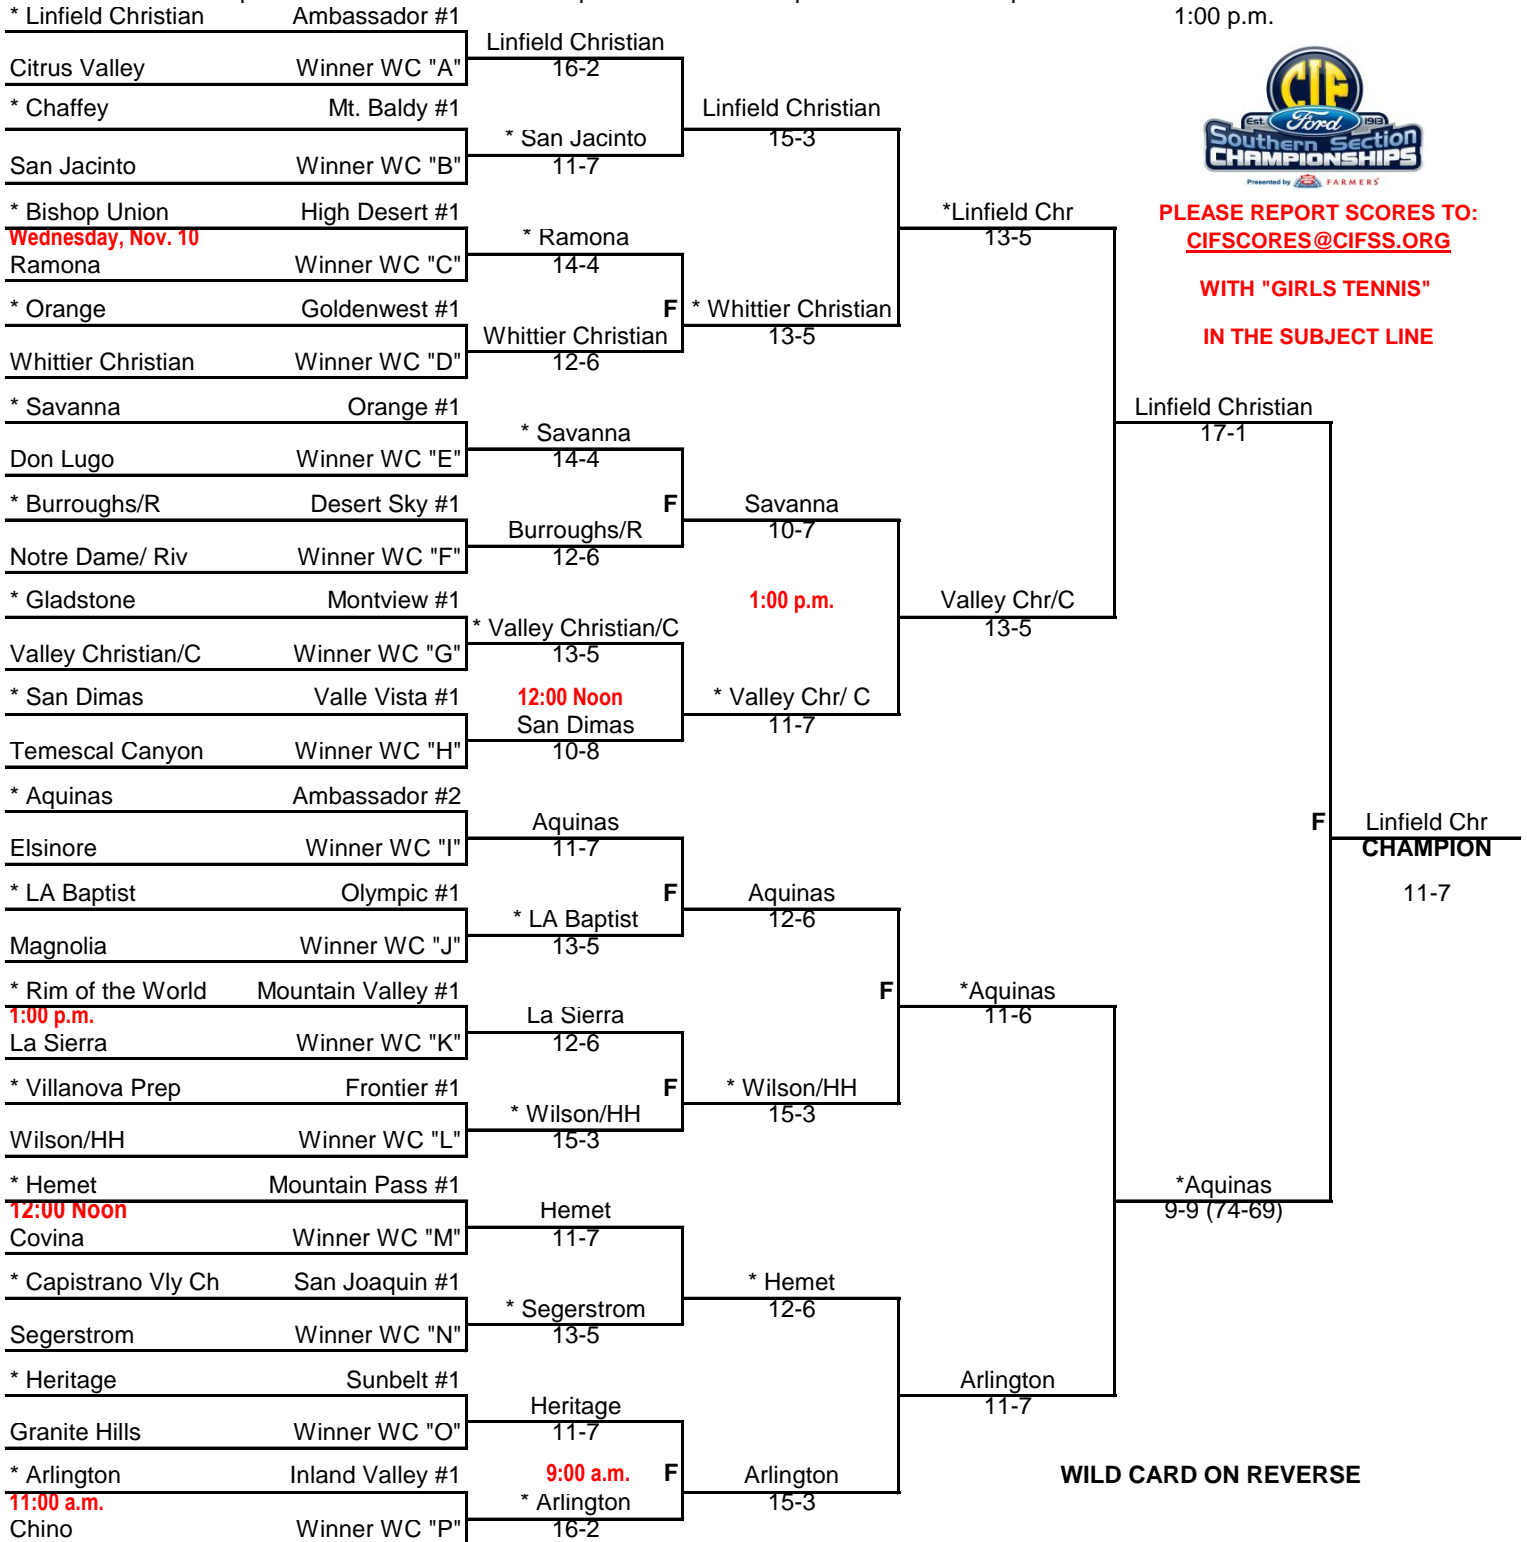 * Linfield Christian Ambassador #1 1:00 p.m.
Linfield Christian
Citrus Valley Winner WC "A" 16-2
* Chaffey Mt. Baldy #1 Linfield Christian
* San Jacinto 15-3
San Jacinto Winner WC "B" 11-7
CIF
Est. Ford 1913
Southern Section
CHAMPIONSHIPS
Presented by FARMERS
* Bishop Union High Desert #1 *Linfield Chr PLEASE REPORT SCORES TO:
Wednesday, Nov. 10 * Ramona 13-5 CIFSCORES@CIFSS.ORG
Ramona Winner WC "C" 14-4
WITH "GIRLS TENNIS"
* Orange Goldenwest #1 F * Whittier Christian
Whittier Christian 13-5 IN THE SUBJECT LINE
Whittier Christian Winner WC "D" 12-6
* Savanna Orange #1 Linfield Christian
* Savanna 17-1
Don Lugo Winner WC "E" 14-4
* Burroughs/R Desert Sky #1 F Savanna
Burroughs/R 10-7
Notre Dame/ Riv Winner WC "F" 12-6
* Gladstone Montview #1 1:00 p.m. Valley Chr/C
* Valley Christian/C 13-5
Valley Christian/C Winner WC "G" 13-5
* San Dimas Valle Vista #1 12:00 Noon * Valley Chr/ C
San Dimas 11-7
Temescal Canyon Winner WC "H" 10-8
* Aquinas Ambassador #2
Aquinas F Linfield Chr
Elsinore Winner WC "I" 11-7 CHAMPION
* LA Baptist Olympic #1 F Aquinas 11-7
* LA Baptist 12-6
Magnolia Winner WC "J" 13-5
* Rim of the World Mountain Valley #1 F *Aquinas
1:00 p.m. La Sierra 11-6
La Sierra Winner WC "K" 12-6
* Villanova Prep Frontier #1 F * Wilson/HH
* Wilson/HH 15-3
Wilson/HH Winner WC "L" 15-3
* Hemet Mountain Pass #1 *Aquinas
12:00 Noon Hemet 9-9 (74-69)
Covina Winner WC "M" 11-7
* Capistrano Vly Ch San Joaquin #1 * Hemet
* Segerstrom 12-6
Segerstrom Winner WC "N" 13-5
* Heritage Sunbelt #1 Arlington
Heritage 11-7
Granite Hills Winner WC "O" 11-7
* Arlington Inland Valley #1 9:00 a.m. F Arlington WILD CARD ON REVERSE
11:00 a.m. * Arlington 15-3
Chino Winner WC "P" 16-2